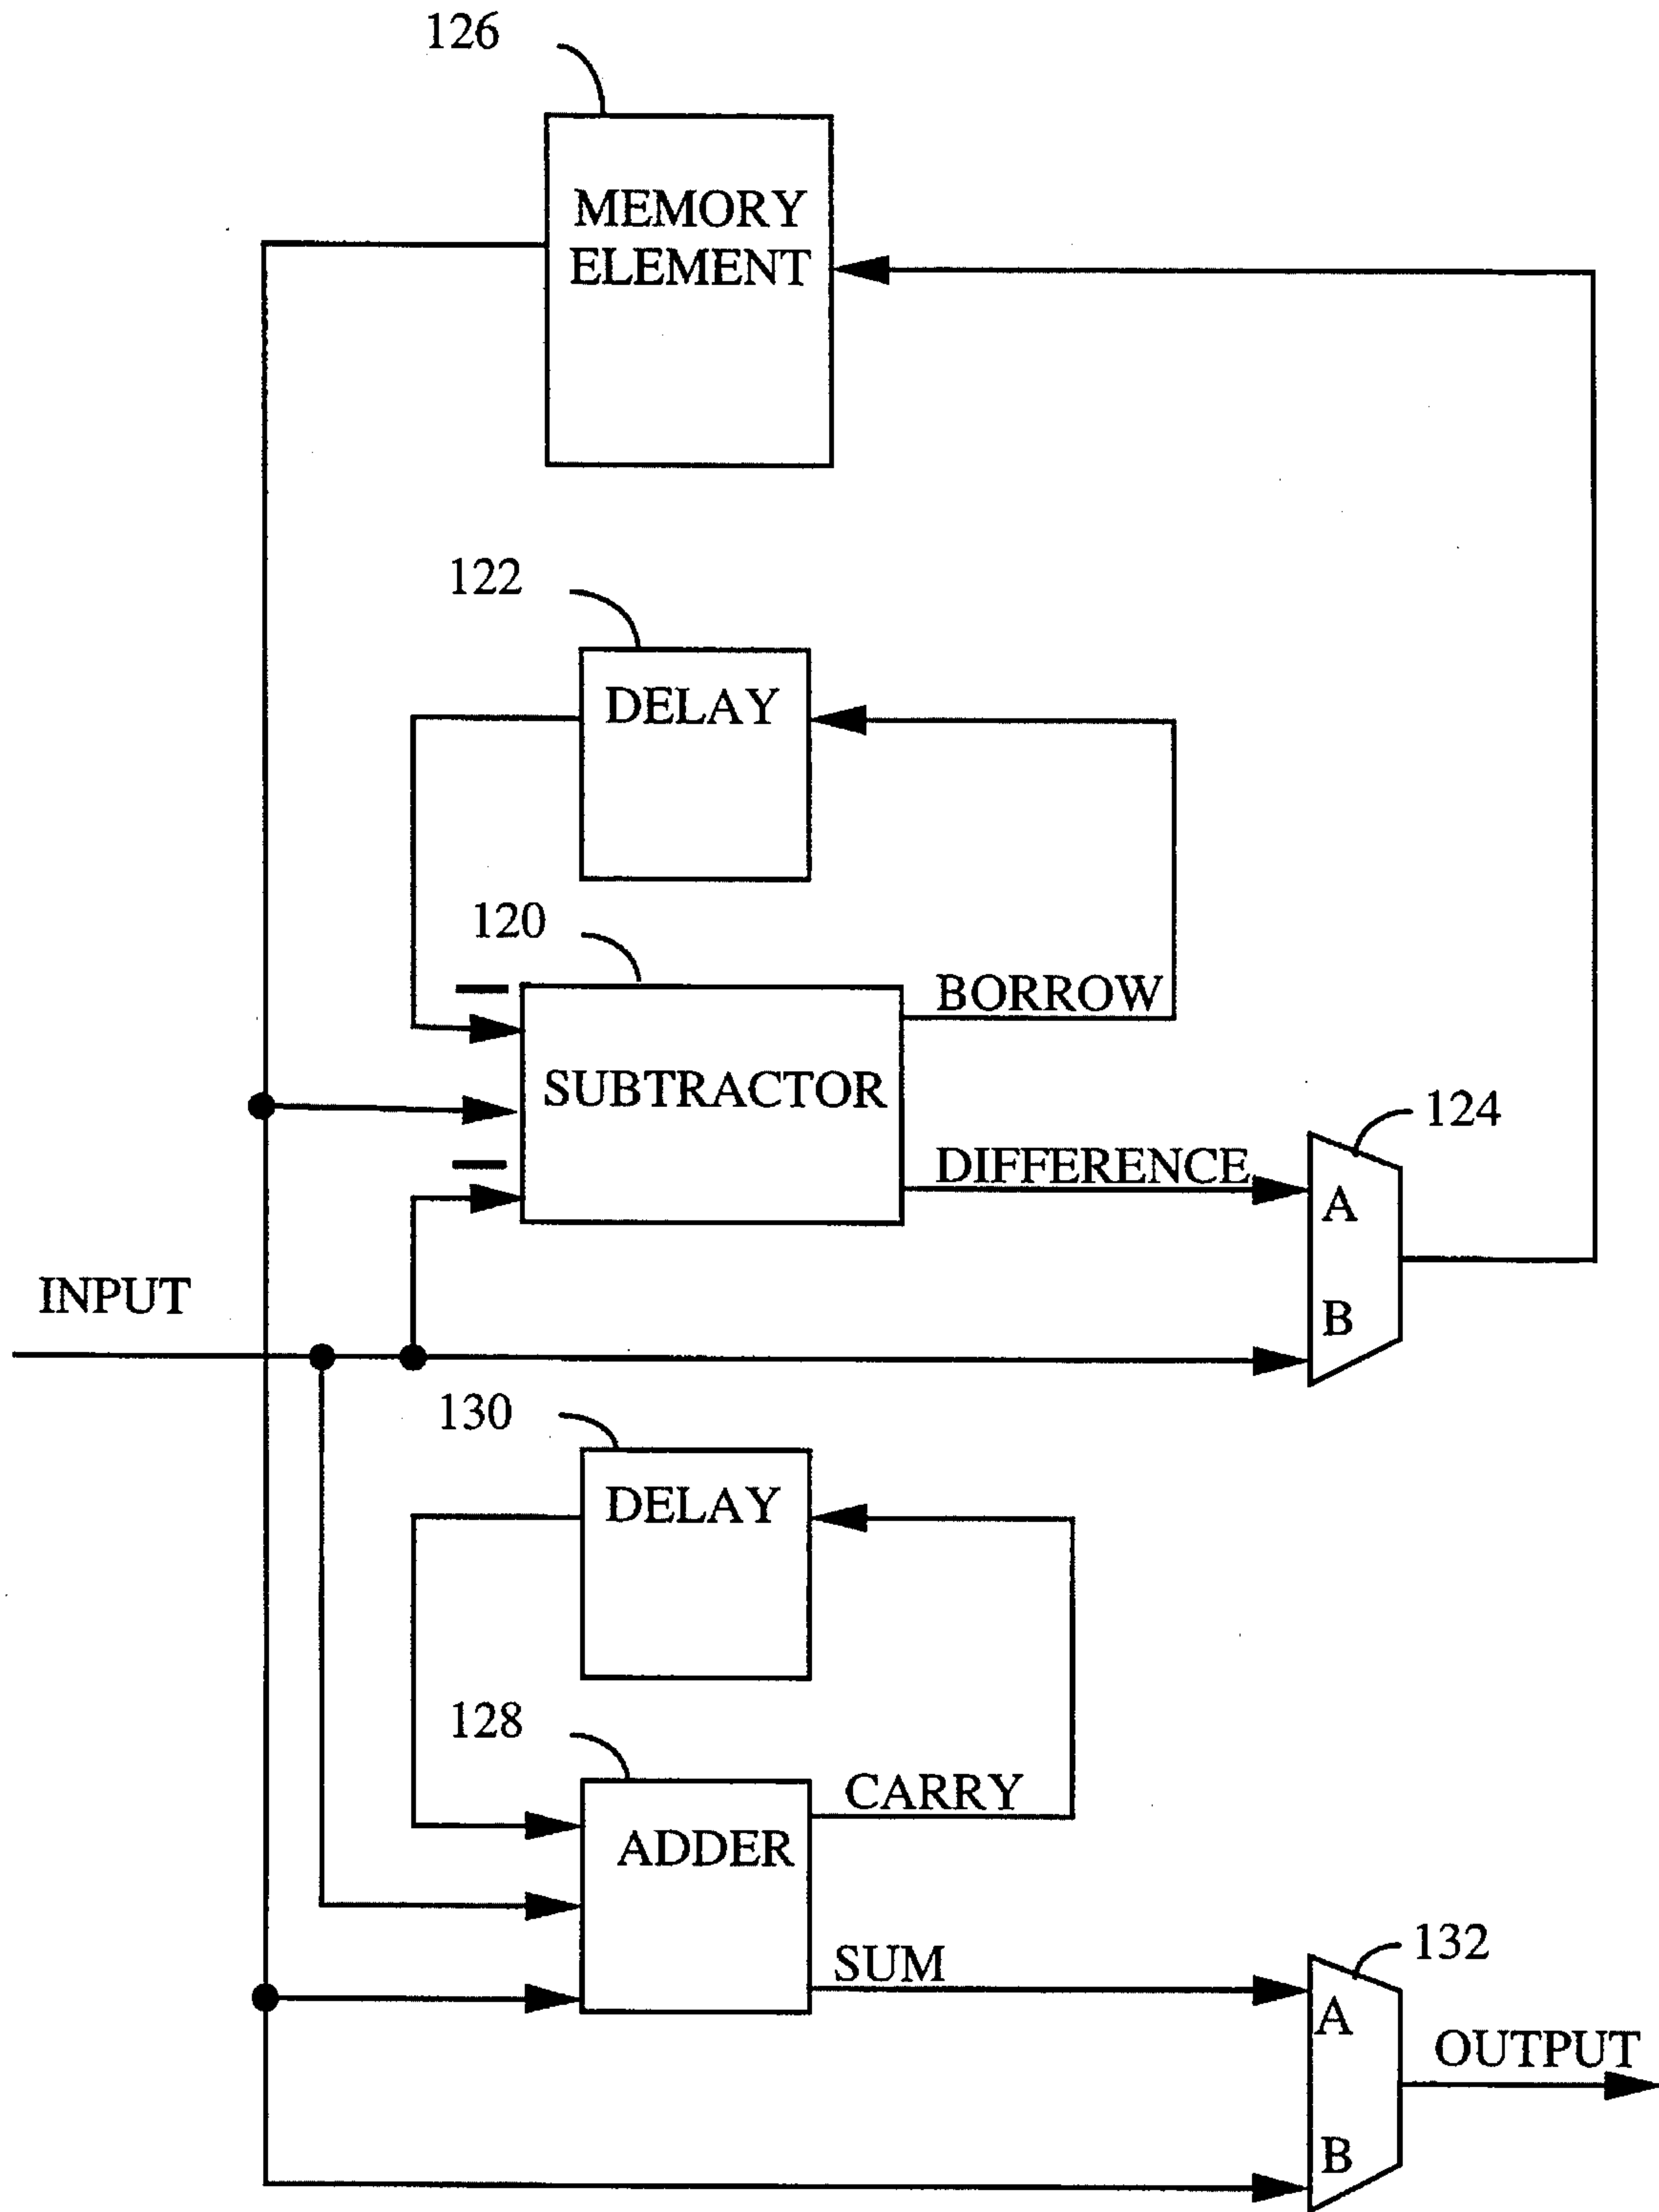 126
MEMORY
ELEMENT
122
DELAY
120
BORROW
SUBTRACTOR
124
DIFFERENCE
A
INPUT
B
130
DELAY
128
CARRY
ADDER
132
SUM
A
OUTPUT
B